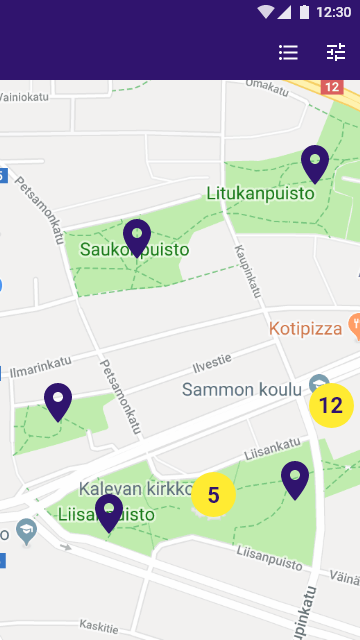 12:30
Omakatu
12
Vainiokatu
Petsamonkatu
Litukanpuisto
Saukonpuisto
Kaupinkatu
Kotipizza
Ilmarinkatu
Ilvestie
Petsamonkatu
Sammon koulu
12
Liisankatu
Kalevan kirkko
5
Liisanpuisto
Liisanpuisto
Väinä
Kaskitie
upinkatu